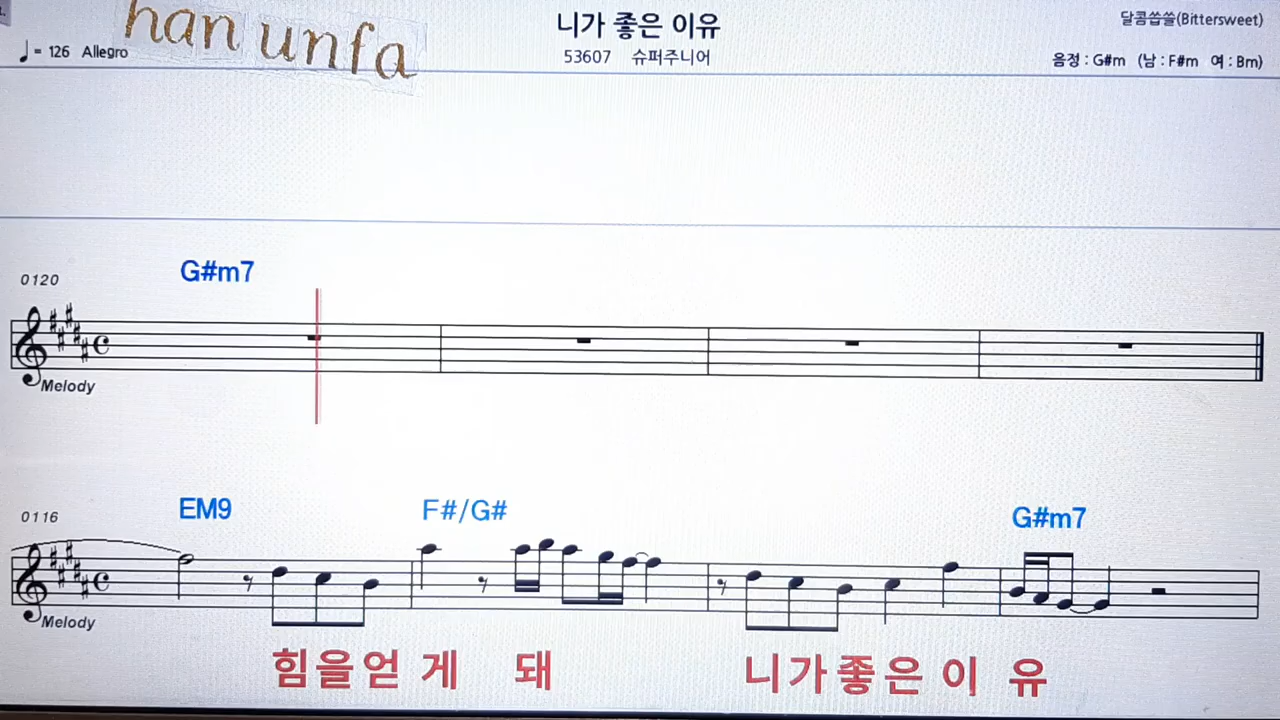 han unfa
니가 좋은 이유
달콤씁쓸(Bittersweet)
♩ = 126 Allegro
53607 슈퍼주니어
음정 : G#m (남 : F#m 여 : Bm)
G#m7
0120
Melody
EM9 F#/G# G#m7
0116
Melody
힘을얻 게 돼 니가좋은 이 유